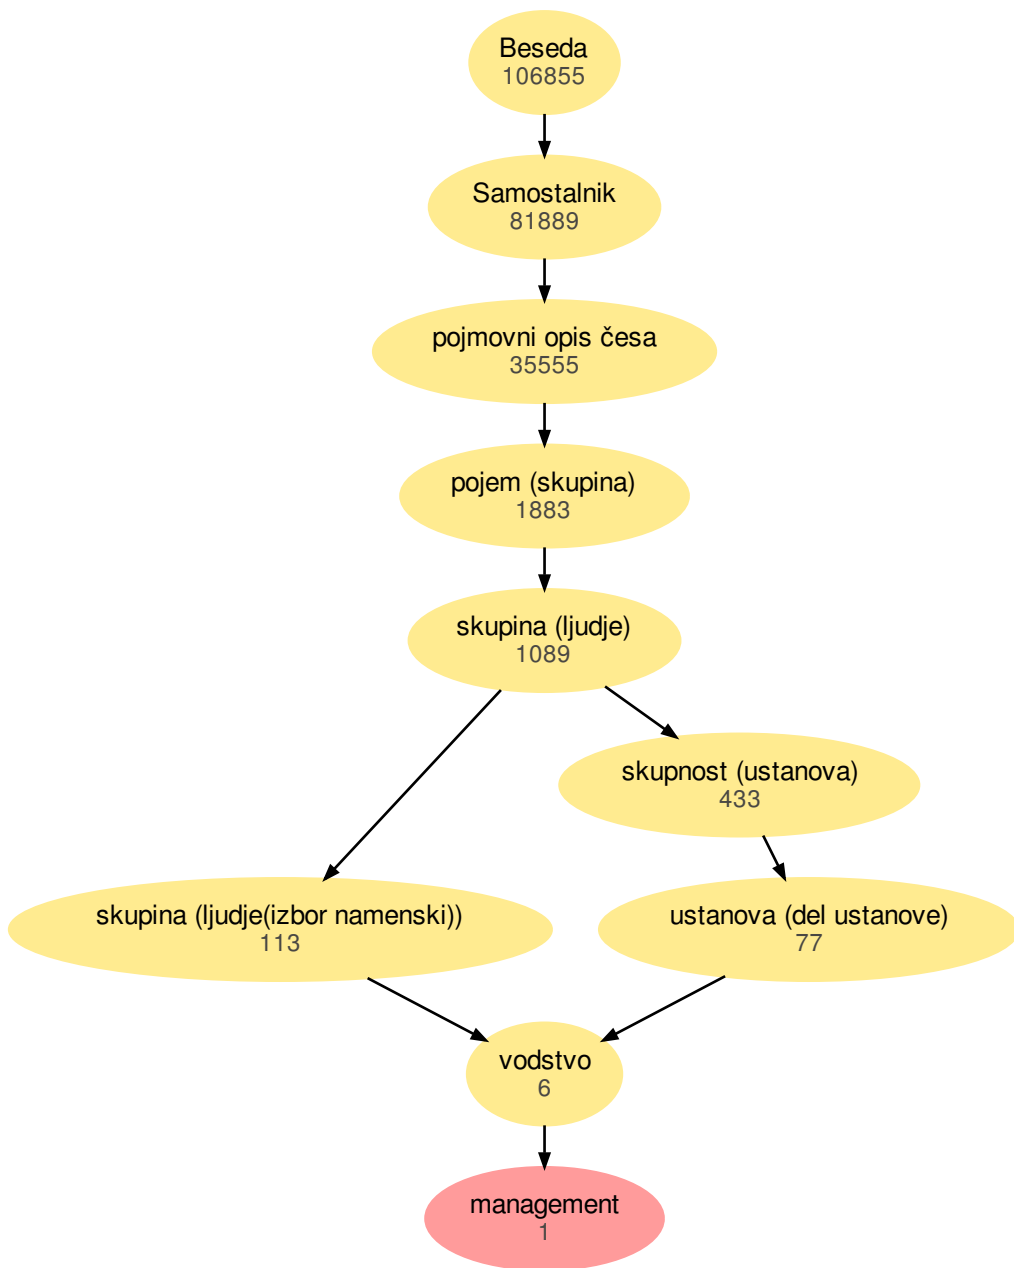 Beseda
106855
Samostalnik
81889
pojmovni opis česa
35555
pojem (skupina)
1883
skupina (ljudje)
1089
skupnost (ustanova)
433
skupina (ljudje(izbor namenski))
113
ustanova (del ustanove)
77
vodstvo
6
management
1